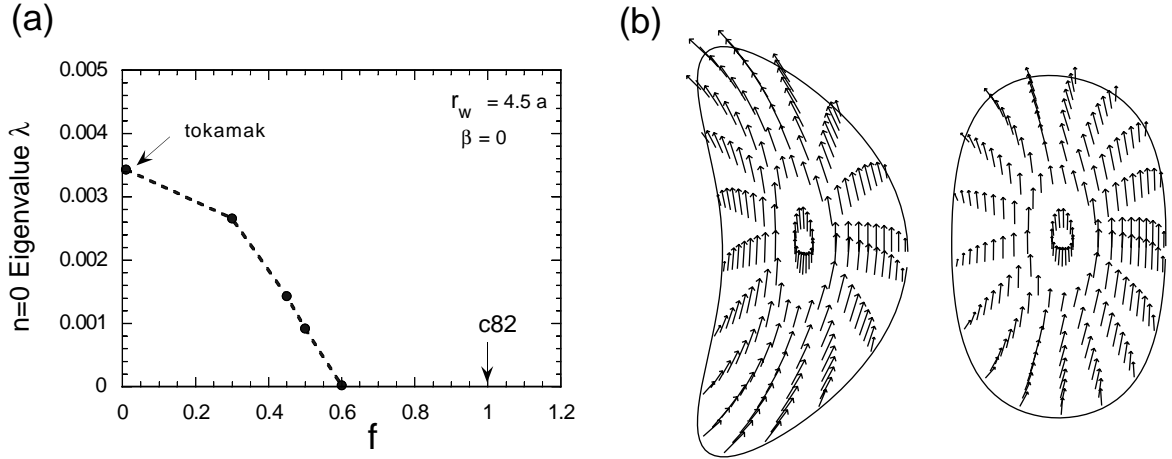 (a)
(b)
n=0 Eigenvalue λ
0.005
0.004
0.003
0.002
0.001
0
r_w = 4.5 a
β = 0
tokamak
c82
0 0.2 0.4 0.6 0.8 1 1.2
f